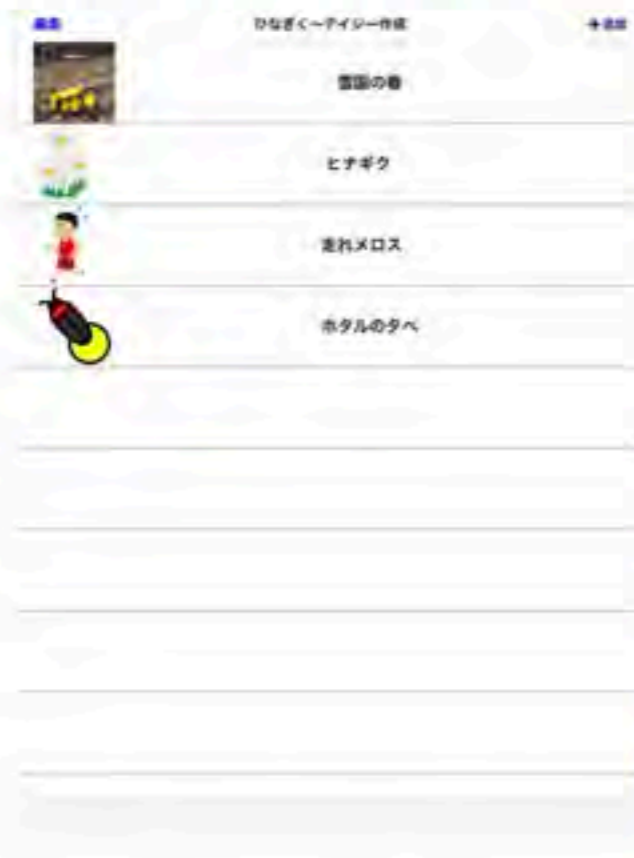 編集 ひなぎく～デイジー作成 +追加
雪国の春
ヒナギク
走れメロス
ホタルの夕べ